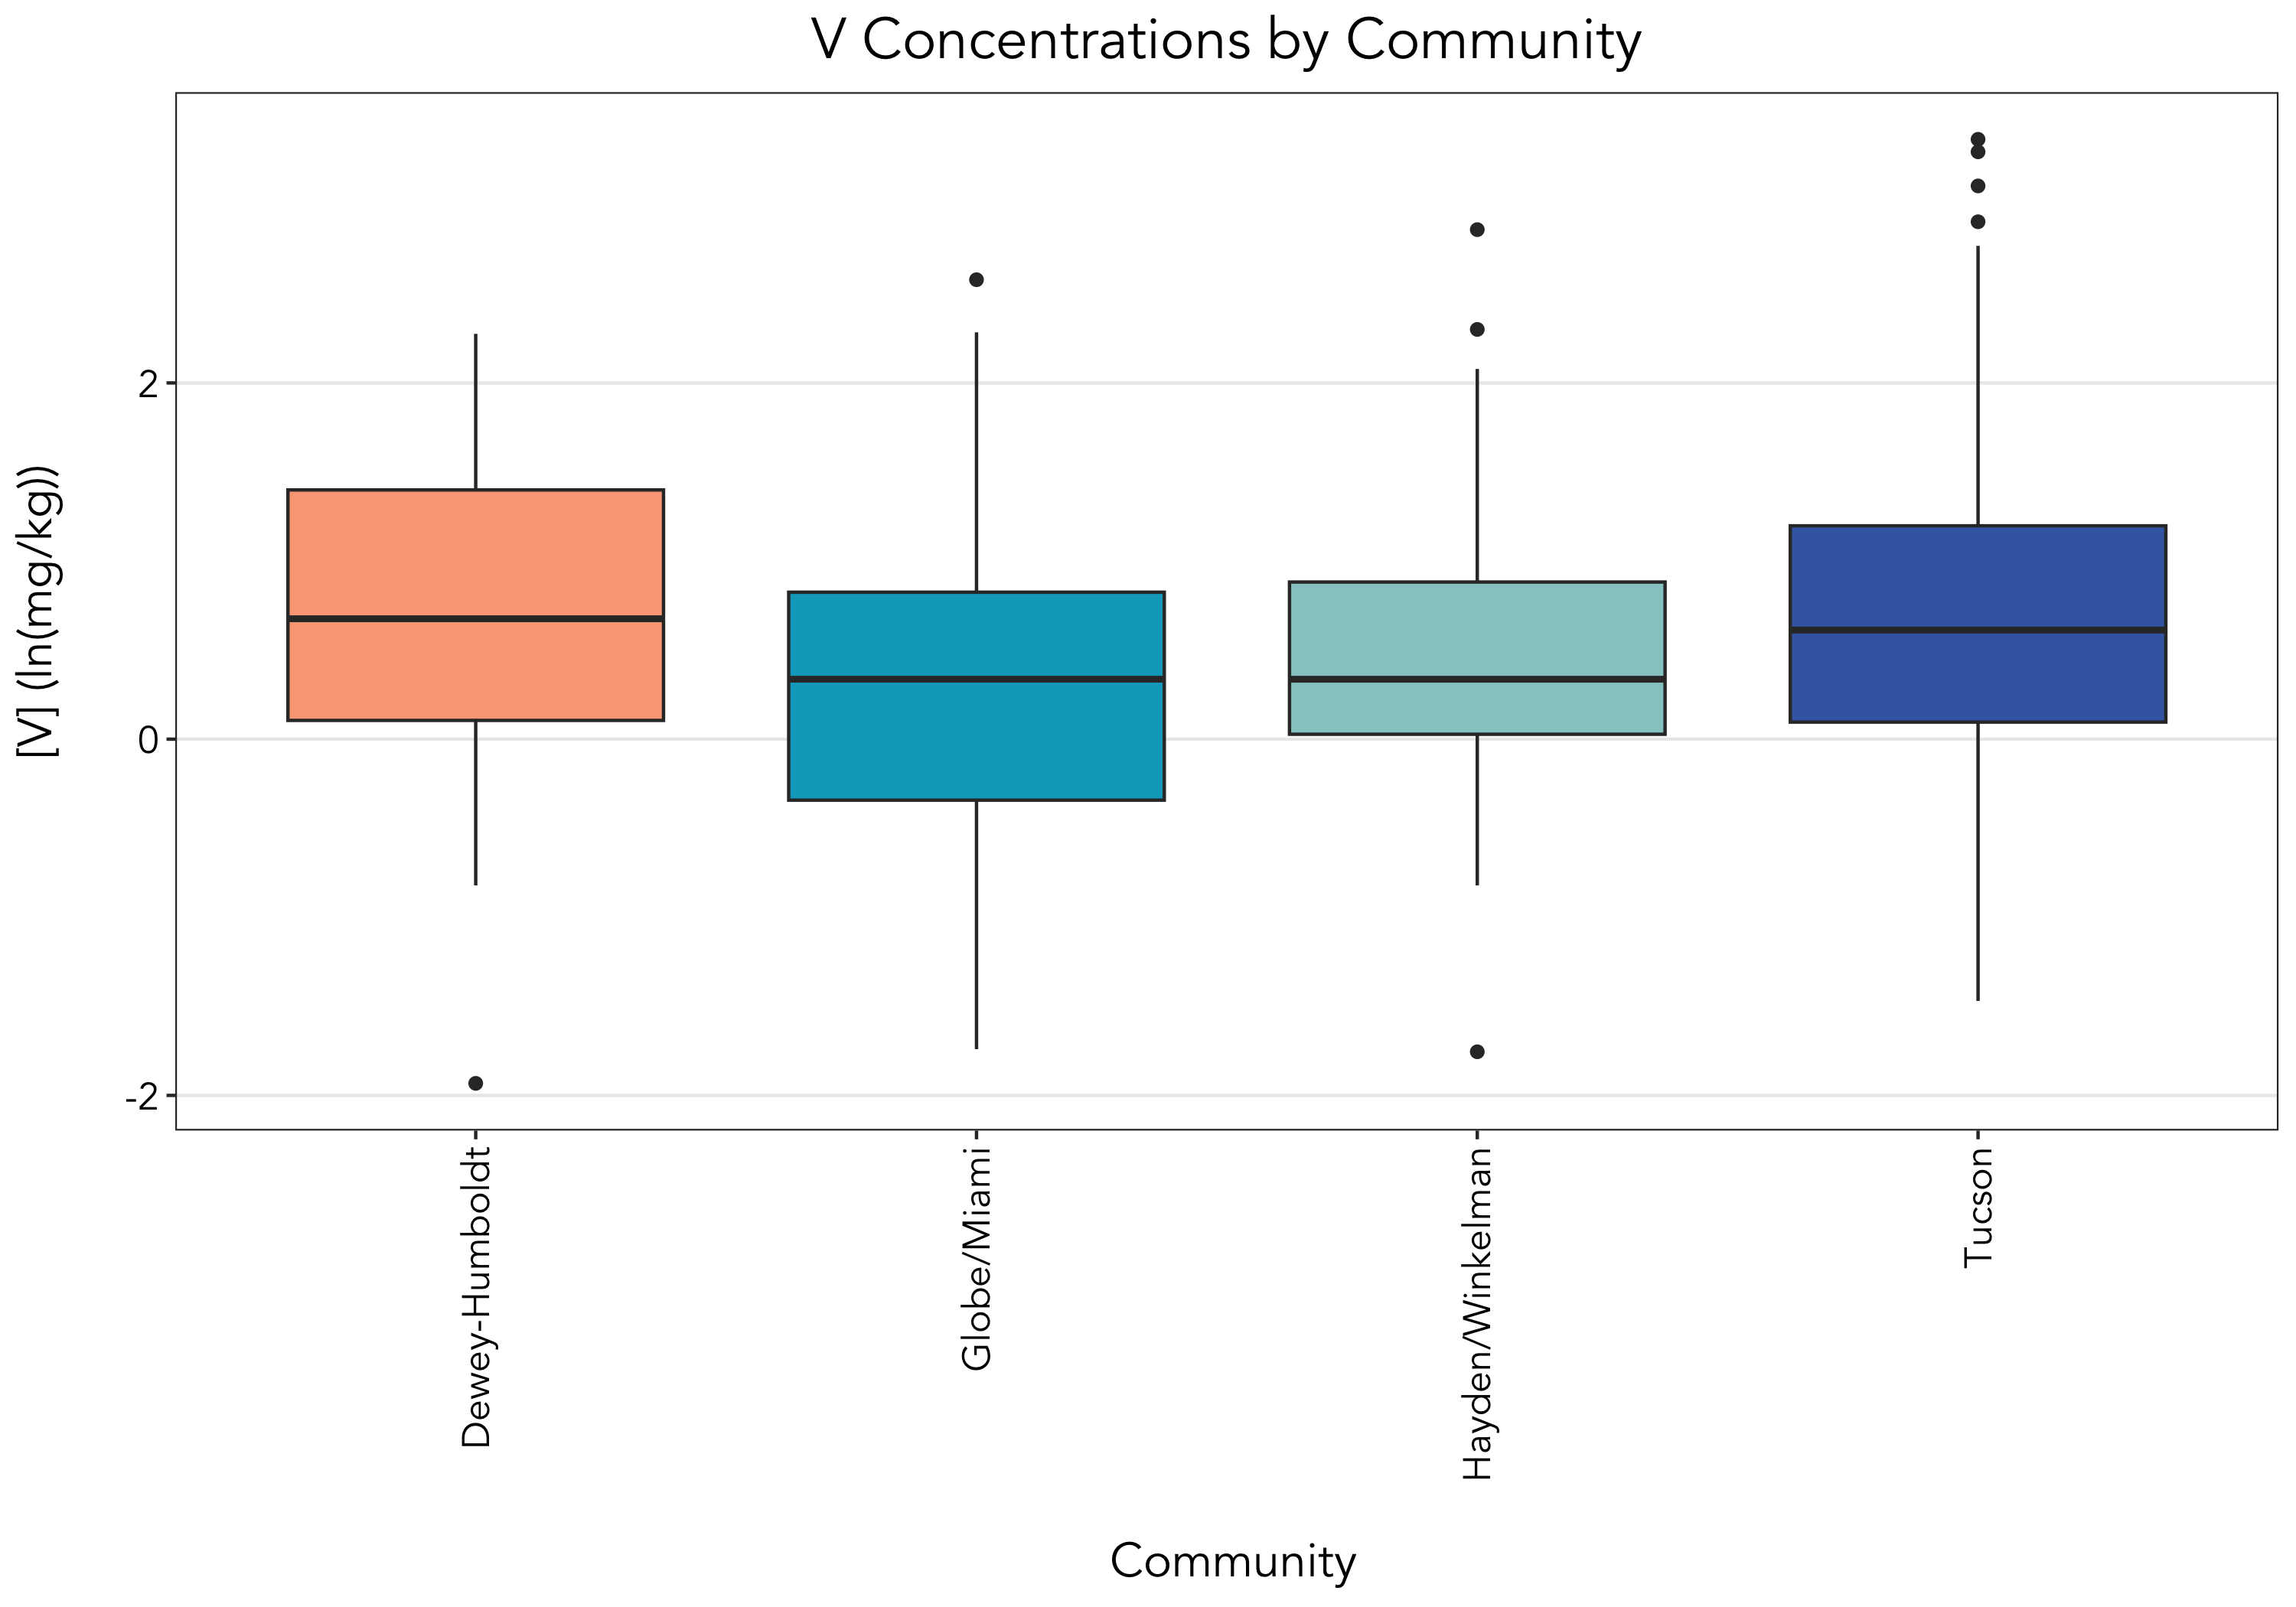 V Concentrations by Community
[V] (ln(mg/kg))
2
0
-2
Dewey-Humboldt
Globe/Miami
Hayden/Winkelman
Tucson
Community